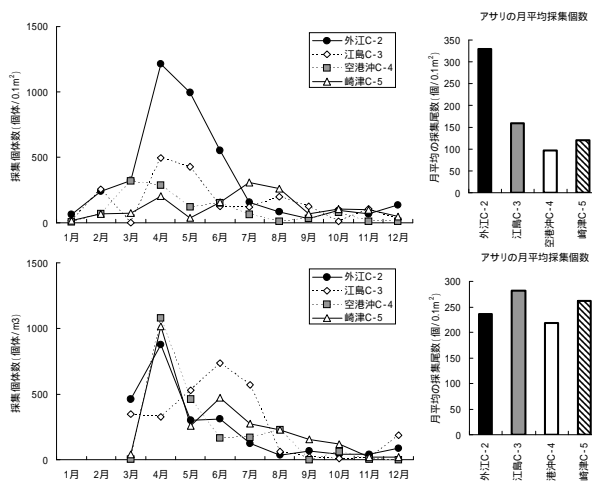 採集個体数(個体/0.1m²)
1500
1000
500
0
1月 2月 3月 4月 5月 6月 7月 8月 9月 10月 11月 12月
外江C-2
江島C-3
空港沖C-4
崎津C-5
アサリの月平均採集個数
月平均の採集尾数(個/0.1m²)
350
300
250
200
150
100
50
0
外江C-2
江島C-3
空港沖C-4
崎津C-5
採集個体数(個体/m3)
1500
1000
500
0
1月 2月 3月 4月 5月 6月 7月 8月 9月 10月 11月 12月
外江C-2
江島C-3
空港沖C-4
崎津C-5
アサリの月平均採集個数
月平均の採集尾数(個/0.1m²)
300
250
200
150
100
50
0
外江C-2
江島C-3
港沖C-4
崎津C-5